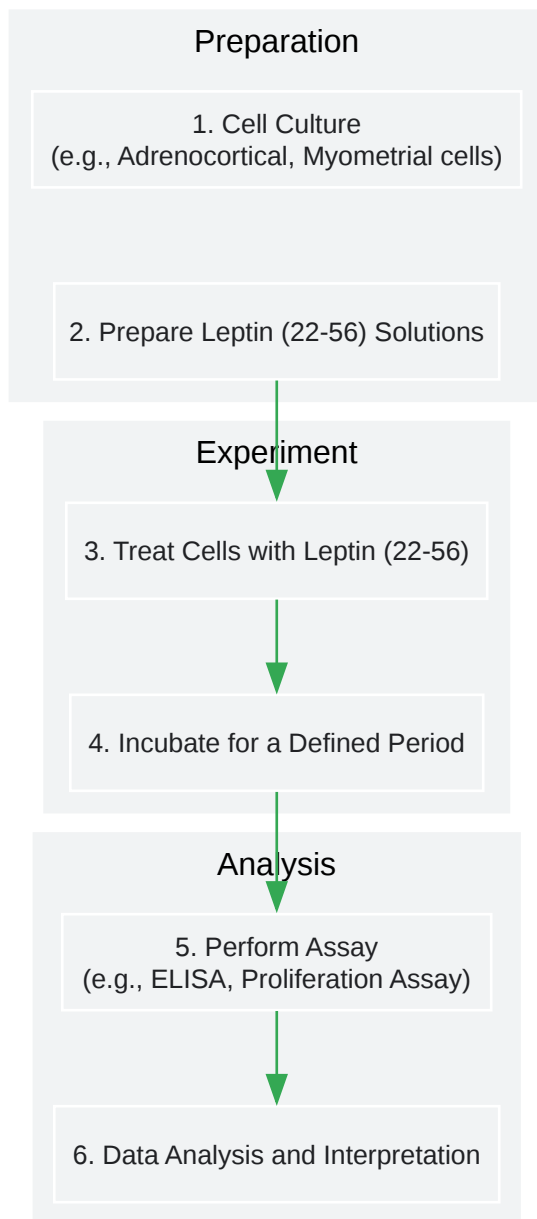 Preparation
1. Cell Culture
(e.g., Adrenocortical, Myometrial cells)
2. Prepare Leptin (22-56) Solutions
Experiment
3. Treat Cells with Leptin (22-56)
4. Incubate for a Defined Period
Analysis
5. Perform Assay
(e.g., ELISA, Proliferation Assay)
6. Data Analysis and Interpretation